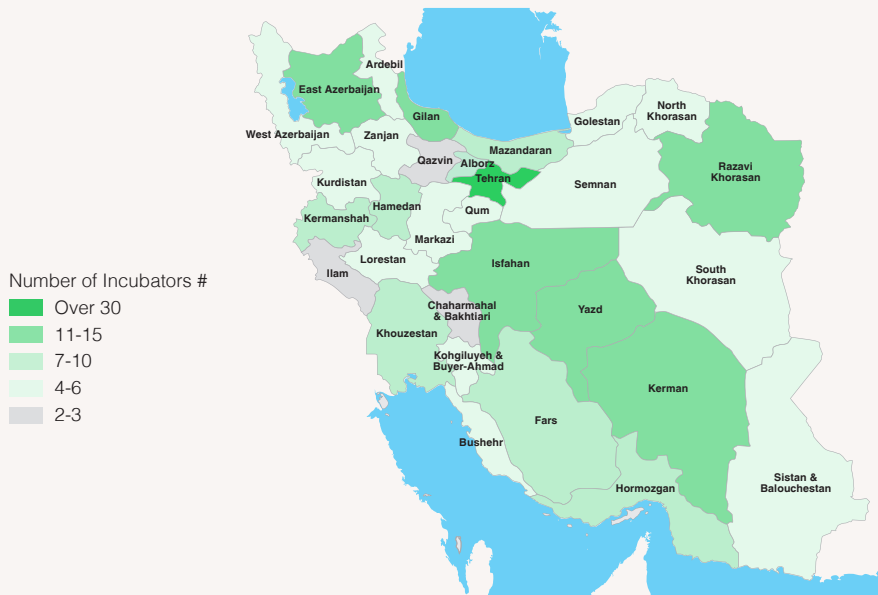 Ardebil
East Azerbaijan
Gilan
West Azerbaijan
Zanjan
Golestan
North
Khorasan
Mazandaran
Qazvin
Alborz
Tehran
Razavi
Khorasan
Kurdistan
Semnan
Hamedan
Qum
Kermanshah
Markazi
Lorestan
Isfahan
Ilam
South
Khorasan
Number of Incubators #
Over 30
11-15
7-10
4-6
2-3
Chaharmahal
& Bakhtiari
Yazd
Khouzestan
Kohgiluyeh &
Buyer-Ahmad
Kerman
Fars
Bushehr
Sistan &
Balouchestan
Hormozgan